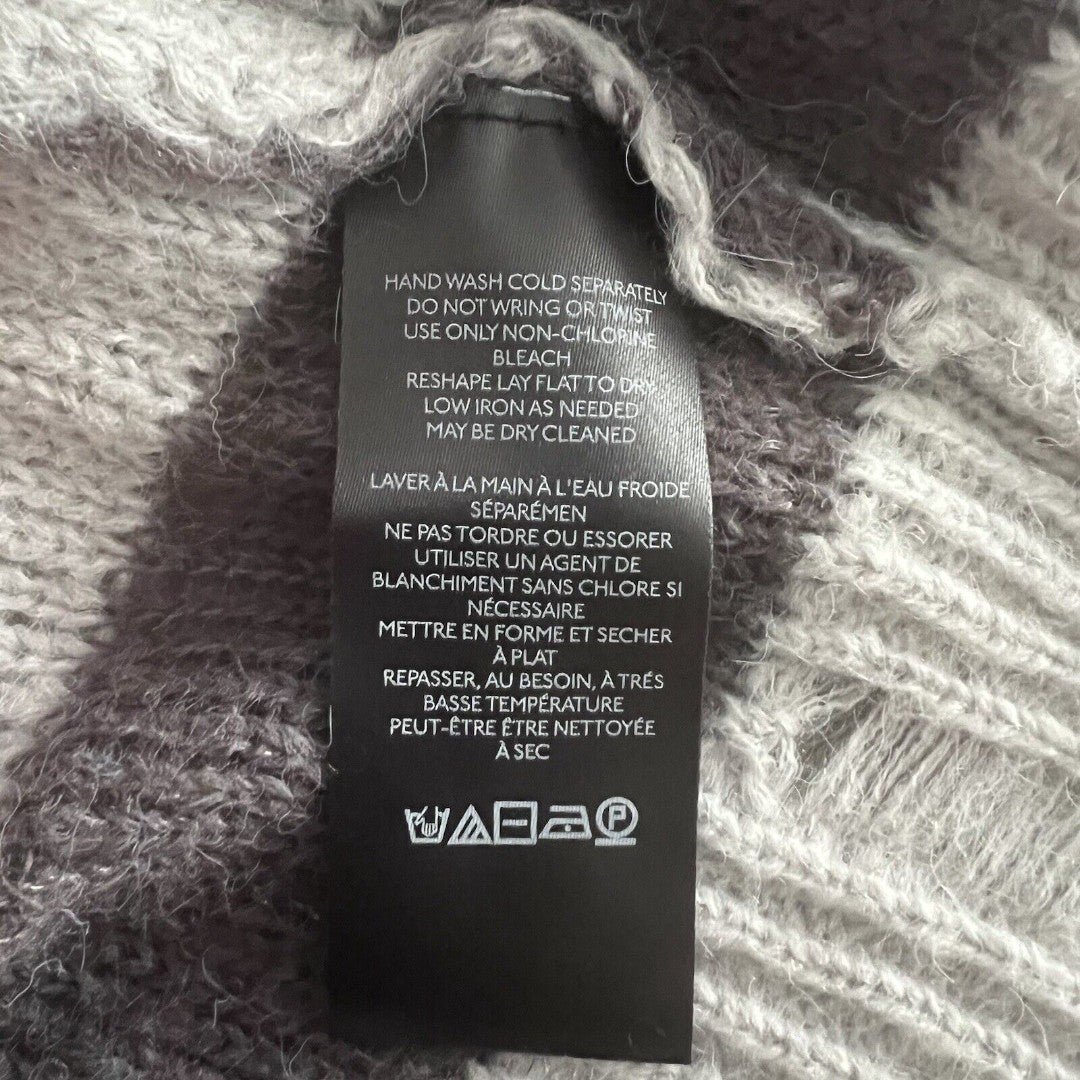 HAND WASH COLD SEPARATELY
DO NOT WRING OR TWIST
USE ONLY NON-CHLORINE
BLEACH
RESHAPE LAY FLAT TO DRY
LOW IRON AS NEEDED
MAY BE DRY CLEANED
LAVER À LA MAIN À L'EAU FROIDE
SÉPARÉMEN
NE PAS TORDRE OU ESSORER
UTILISER UN AGENT DE
BLANCHIMENT SANS CHLORE SI
NÉCESSAIRE
METTRE EN FORME ET SECHER
À PLAT
REPASSER, AU BESOIN, À TRÉS
BASSE TEMPÉRATURE
PEUT-ÊTRE ÊTRE NETTOYÉE
À SEC
P